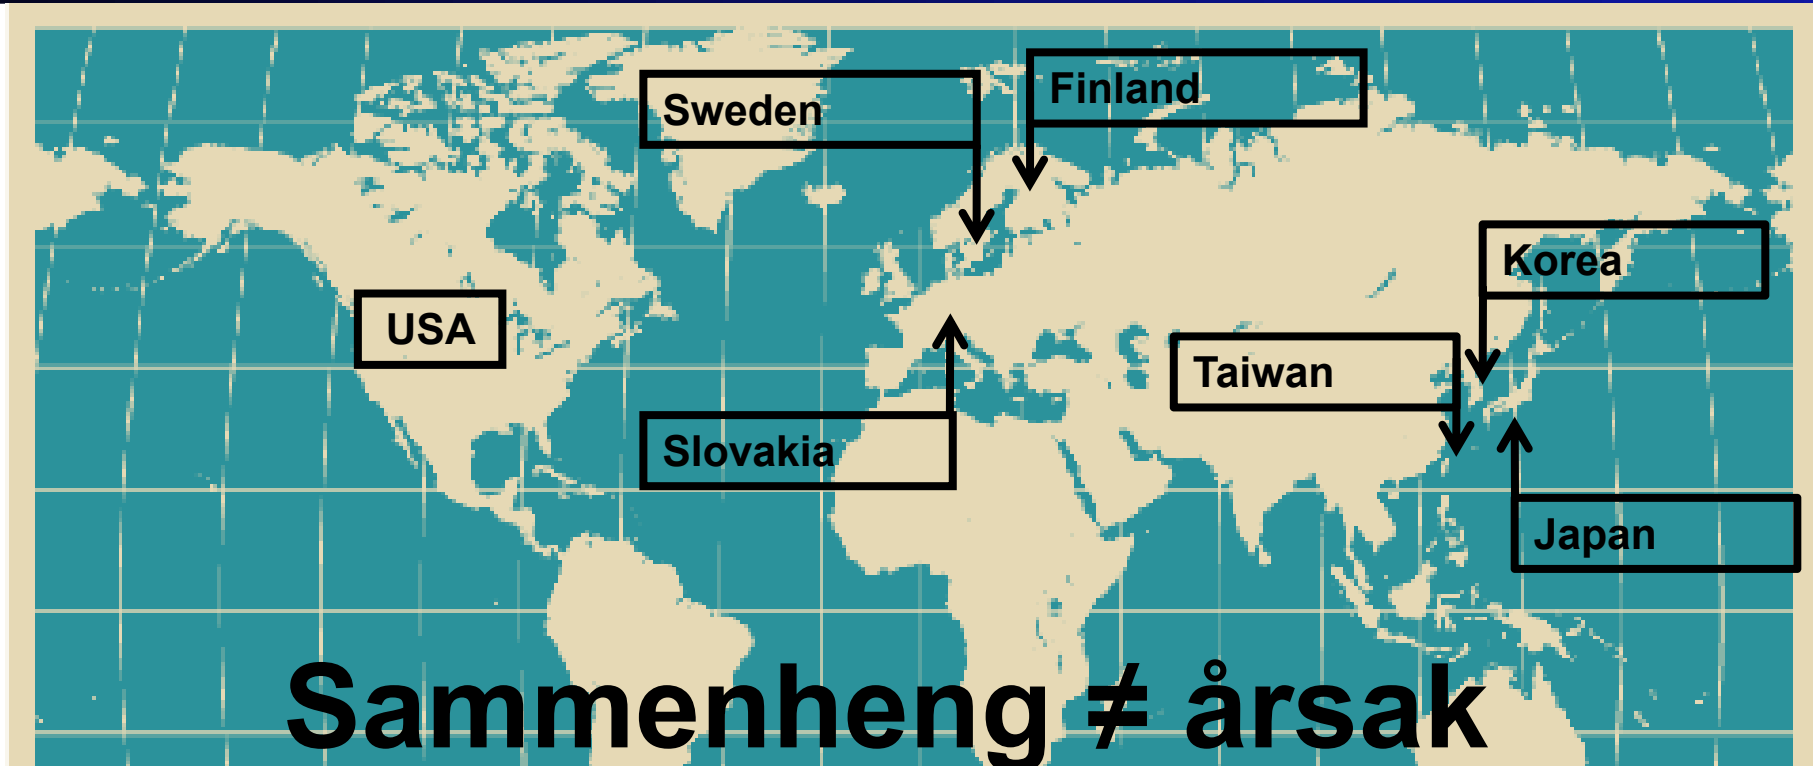 Finland
Sweden
Korea
USA
Taiwan
Slovakia
Japan
Sammenheng ≠ årsak